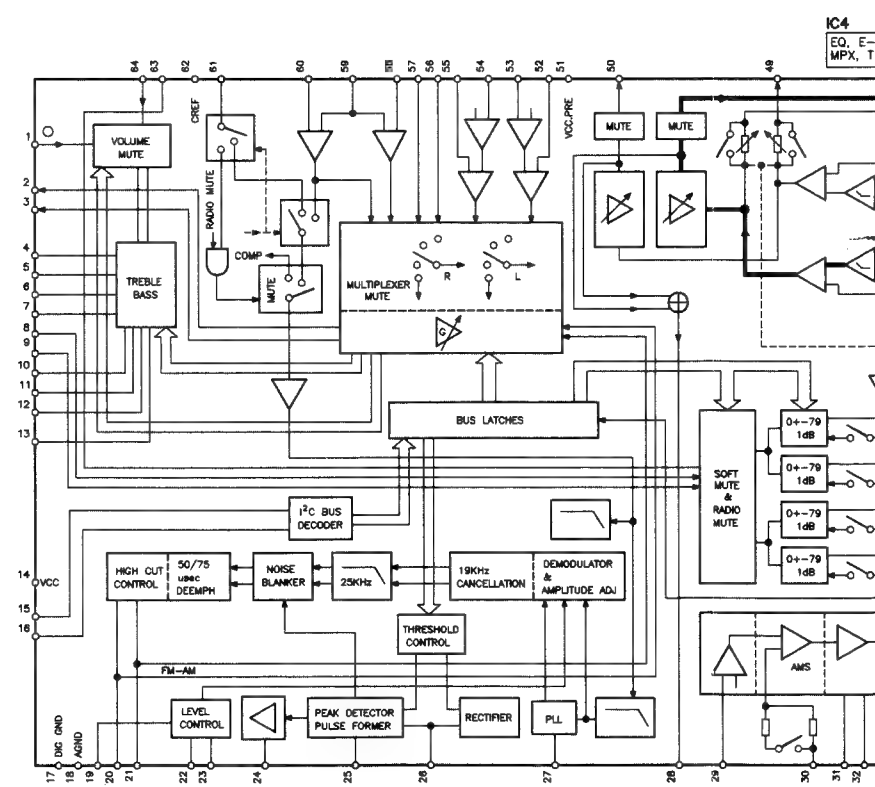 IC4
EQ, E-
MPX, T
64
63
62
61
60
59
58
57
56
55
54
53
52
51
50
49
CREF
VCC.PRE
1
VOLUME
MUTE
MUTE
MUTE
2
3
RADIO MUTE
4
5
6
7
8
9
10
11
12
13
TREBLE
BASS
COMP
MUTE
MULTIPLEXER
MUTE
R
L
G
BUS LATCHES
SOFT
MUTE
&
RADIO
MUTE
0+-79
1dB
0+-79
1dB
0+-79
1dB
0+-79
1dB
I²C BUS
DECODER
14
VCC
15
16
HIGH CUT
CONTROL
50/75
usec
DEEMPH
NOISE
BLANKER
25KHz
19KHz
CANCELLATION
DEMODULATOR
&
AMPLITUDE ADJ
THRESHOLD
CONTROL
FM-AM
LEVEL
CONTROL
PEAK DETECTOR
PULSE FORMER
RECTIFIER
PLL
AMS
17
DIG GND
18
AGND
19
20
21
22
23
24
25
26
27
28
29
30
31
32